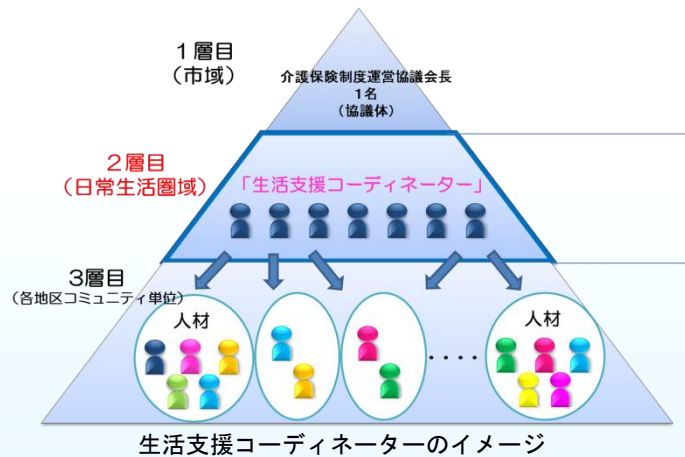 1層目
(市域)
介護保険制度運営協議会長
1名
(協議体)
2層目
(日常生活圏域)
「生活支援コーディネーター」
3層目
(各地区コミュニティ単位)
人材
人材
・・・・
生活支援コーディネーターのイメージ